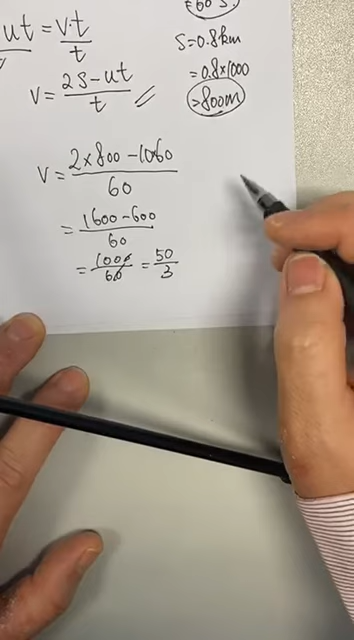 = 60 s.
ut = v·t/t
s = 0.8km
= 0.8×1000
= 800m
v = 2s-ut/t
v = 2×800-1060/60
= 1600-600/60
= 1000/60 = 50/3